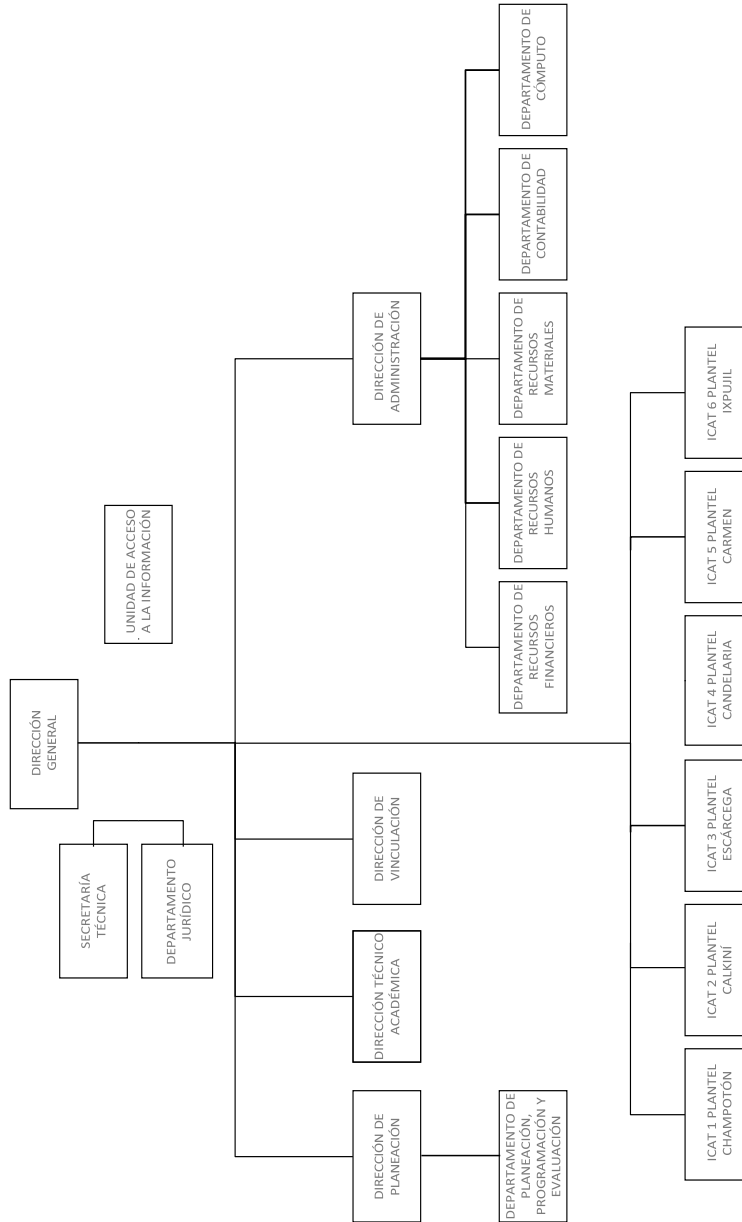 DIRECCIÓN
GENERAL
SECRETARÍA
TÉCNICA
DEPARTAMENTO
JURÍDICO
. UNIDAD DE ACCESO
A LA INFORMACIÓN
DIRECCIÓN DE
PLANEACIÓN
DIRECCIÓN TÉCNICO
ACADÉMICA
DIRECCIÓN DE
VINCULACIÓN
DIRECCIÓN DE
ADMINISTRACIÓN
DEPARTAMENTO DE
PLANEACIÓN,
PROGRAMACIÓN Y
EVALUACIÓN
DEPARTAMENTO DE
RECURSOS
FINANCIEROS
DEPARTAMENTO DE
RECURSOS
HUMANOS
DEPARTAMENTO DE
RECURSOS
MATERIALES
DEPARTAMENTO DE
CONTABILIDAD
DEPARTAMENTO DE
CÓMPUTO
ICAT 1 PLANTEL
CHAMPOTÓN
ICAT 2 PLANTEL
CALKINÍ
ICAT 3 PLANTEL
ESCÁRCEGA
ICAT 4 PLANTEL
CANDELARIA
ICAT 5 PLANTEL
CARMEN
ICAT 6 PLANTEL
IXPUJIL